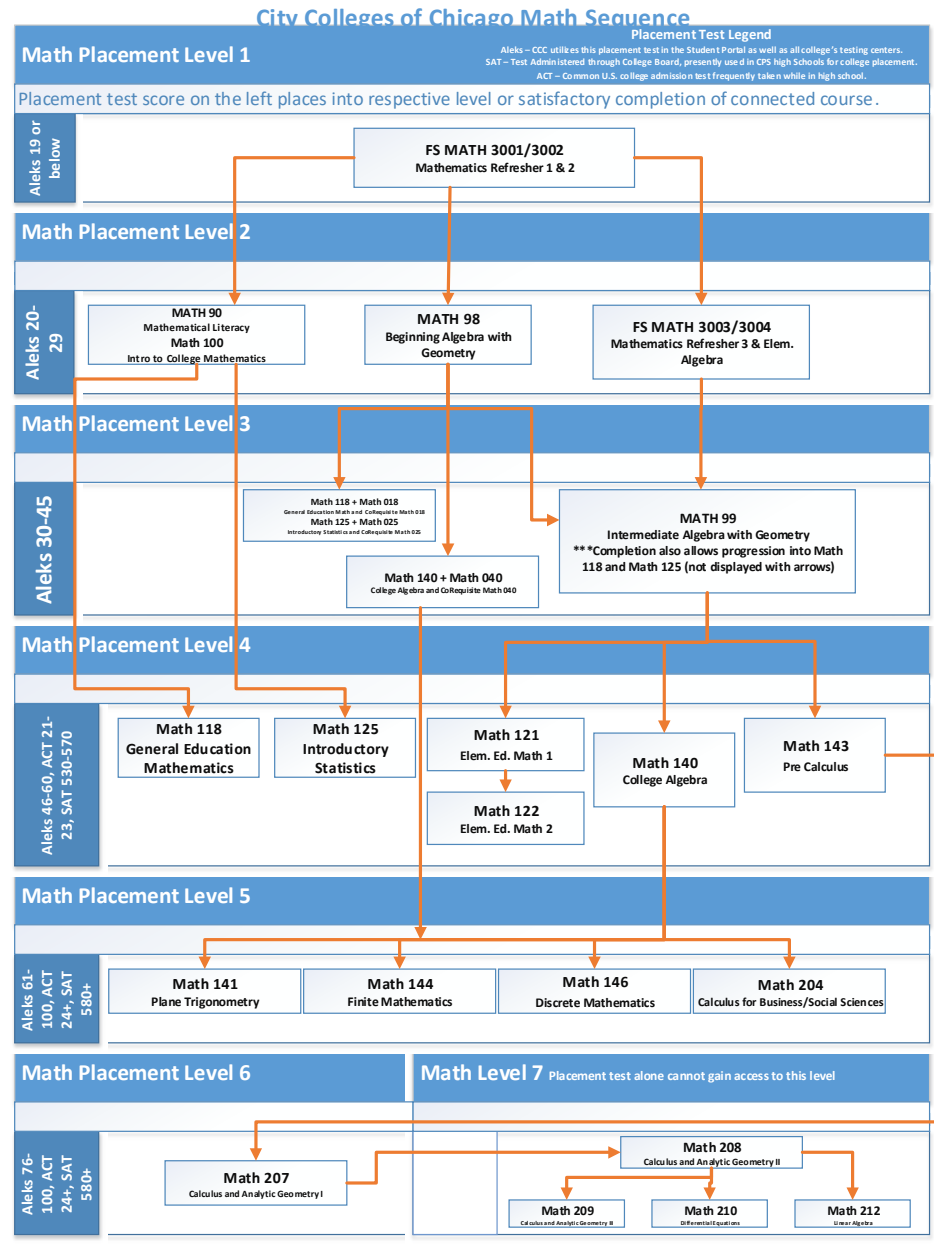 City Colleges of Chicago Math Sequence
Math Placement Level 1
Placement Test Legend
Aleks – CCC utilizes this placement test in the Student Portal as well as all college's testing centers.
SAT – Test Administered through College Board, presently used in CPS high Schools for college placement.
ACT – Common U.S. college admission test frequently taken while in high school.
Placement test score on the left places into respective level or satisfactory completion of connected course.
Aleks 19 or
below
FS MATH 3001/3002
Mathematics Refresher 1 & 2
Math Placement Level 2
Aleks 20-
29
MATH 90
Mathematical Literacy
Math 100
Intro to College Mathematics
MATH 98
Beginning Algebra with
Geometry
FS MATH 3003/3004
Mathematics Refresher 3 & Elem.
Algebra
Math Placement Level 3
Aleks 30-45
Math 118 + Math 018
General Education Math and CoRequisite Math 018
Math 125 + Math 025
Introductory Statistics and CoRequisite Math 025
Math 140 + Math 040
College Algebra and CoRequisite Math 040
MATH 99
Intermediate Algebra with Geometry
***Completion also allows progression into Math
118 and Math 125 (not displayed with arrows)
Math Placement Level 4
Aleks 46-60, ACT 21-
23, SAT 530-570
Math 118
General Education
Mathematics
Math 125
Introductory
Statistics
Math 121
Elem. Ed. Math 1
Math 122
Elem. Ed. Math 2
Math 140
College Algebra
Math 143
Pre Calculus
Math Placement Level 5
Aleks 61-
100, ACT
24+, SAT
580+
Math 141
Plane Trigonometry
Math 144
Finite Mathematics
Math 146
Discrete Mathematics
Math 204
Calculus for Business/Social Sciences
Math Placement Level 6
Math Level 7 Placement test alone cannot gain access to this level
Aleks 76-
100, ACT
24+, SAT
580+
Math 207
Calculus and Analytic Geometry I
Math 208
Calculus and Analytic Geometry II
Math 209
Calculus and Analytic Geometry III
Math 210
Differential Equations
Math 212
Linear Algebra